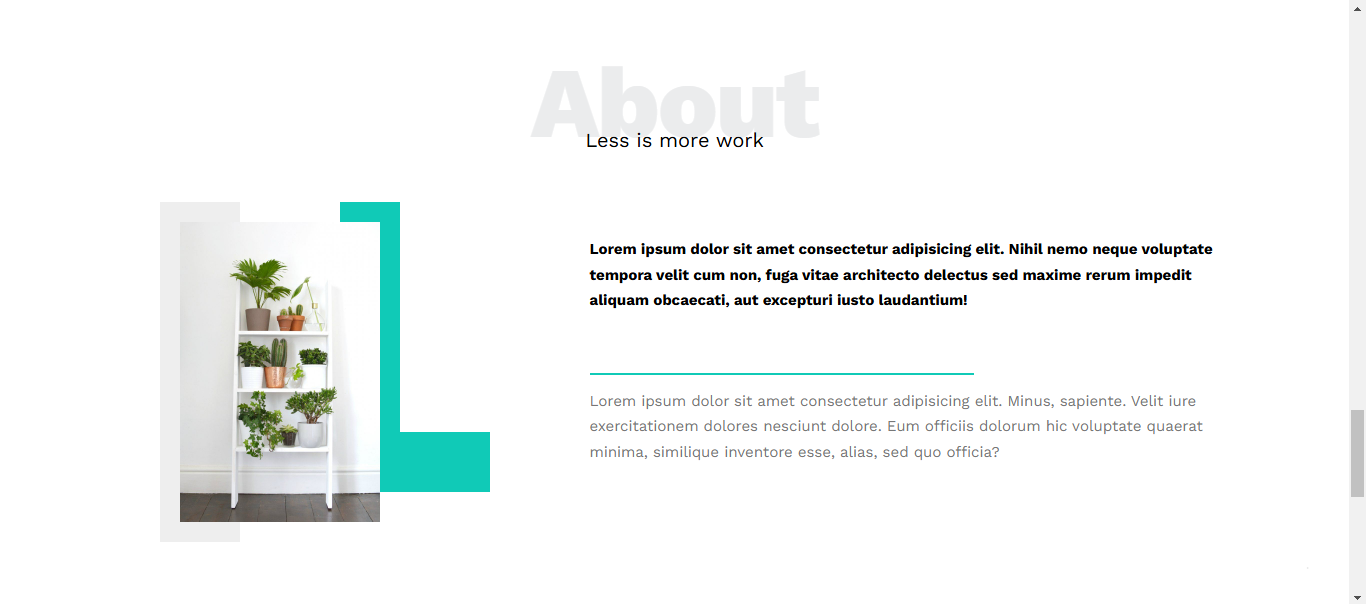 About
Less is more work
Lorem ipsum dolor sit amet consectetur adipisicing elit. Nihil nemo neque voluptate
tempora velit cum non, fuga vitae architecto delectus sed maxime rerum impedit
aliquam obcaecati, aut excepturi iusto laudantium!
Lorem ipsum dolor sit amet consectetur adipisicing elit. Minus, sapiente. Velit iure
exercitationem dolores nesciunt dolore. Eum officiis dolorum hic voluptate quaerat
minima, similique inventore esse, alias, sed quo officia?